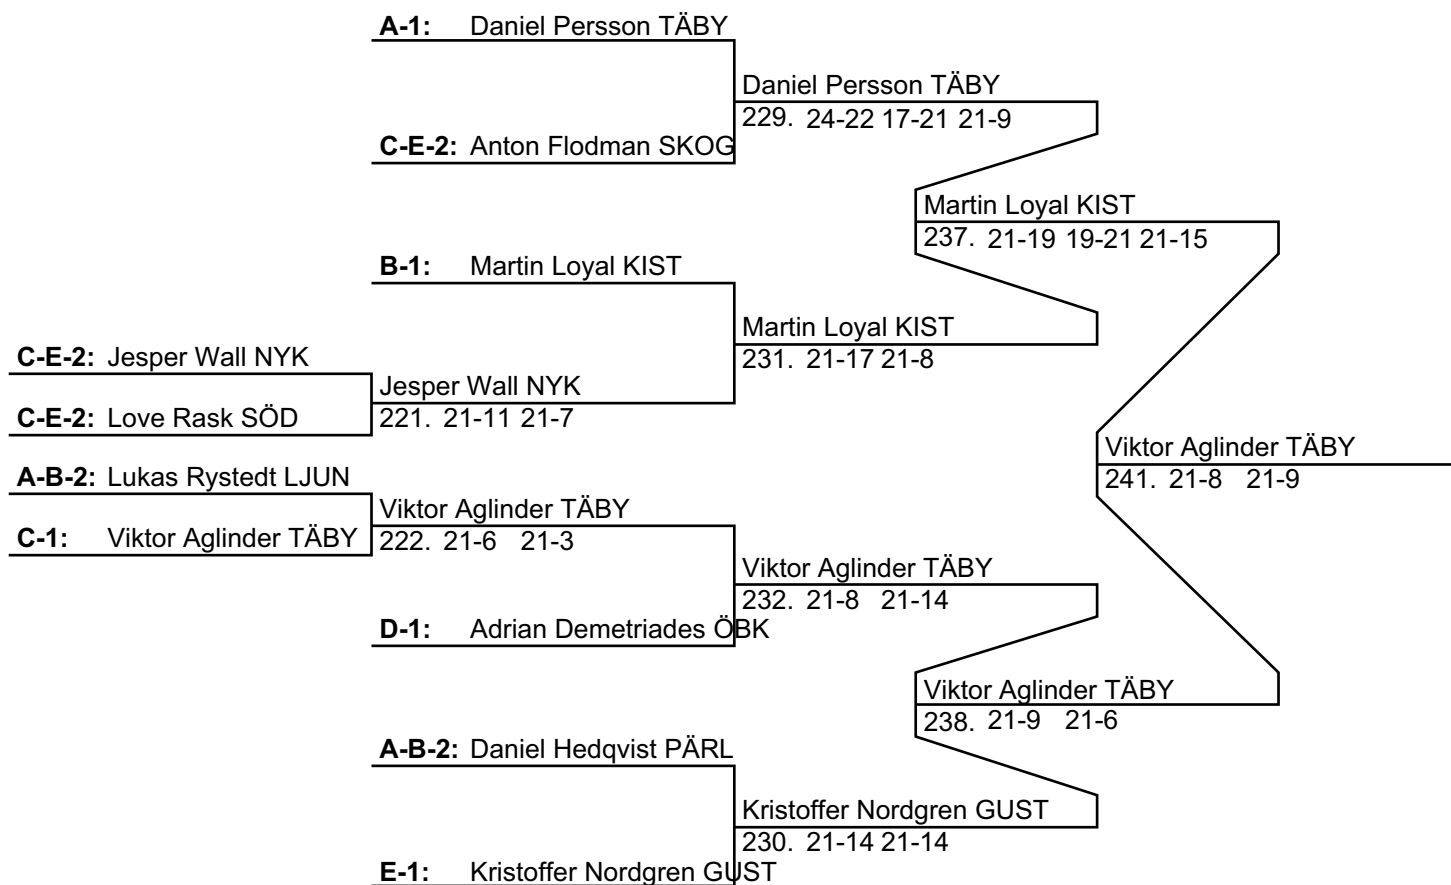 A-1: Daniel Persson TÄBY
Daniel Persson TÄBY
229. 24-22 17-21 21-9
C-E-2: Anton Flodman SKOG
Martin Loyal KIST
237. 21-19 19-21 21-15
B-1: Martin Loyal KIST
Martin Loyal KIST
231. 21-17 21-8
C-E-2: Jesper Wall NYK
Jesper Wall NYK
221. 21-11 21-7
C-E-2: Love Rask SÖD
Viktor Aglinder TÄBY
241. 21-8 21-9
A-B-2: Lukas Rystedt LJUN
Viktor Aglinder TÄBY
222. 21-6 21-3
C-1: Viktor Aglinder TÄBY
Viktor Aglinder TÄBY
232. 21-8 21-14
D-1: Adrian Demetriades ÖBK
Viktor Aglinder TÄBY
238. 21-9 21-6
A-B-2: Daniel Hedqvist PÄRL
Kristoffer Nordgren GUST
230. 21-14 21-14
E-1: Kristoffer Nordgren GUST